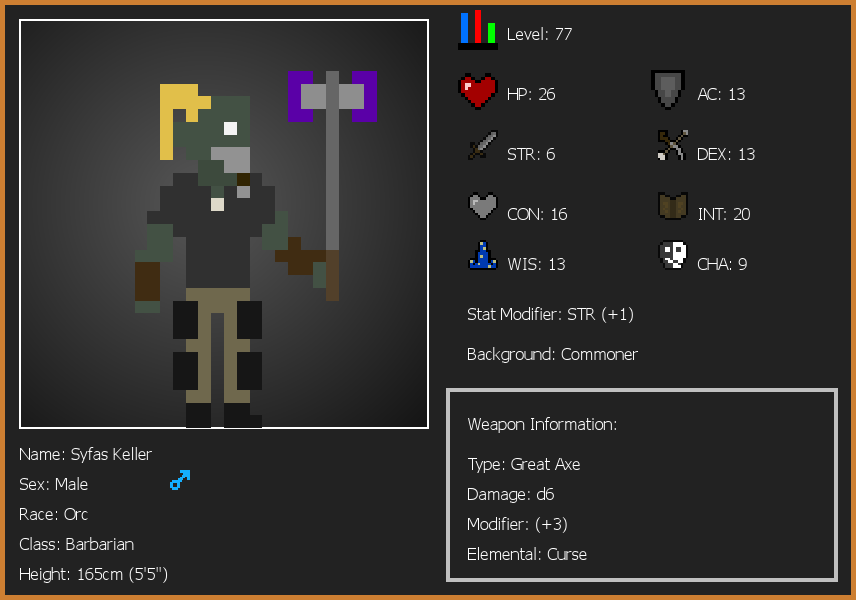 Level: 77
HP: 26
AC: 13
STR: 6
DEX: 13
CON: 16
INT: 20
WIS: 13
CHA: 9
Stat Modifier: STR (+1)
Background: Commoner
Weapon Information:
Type: Great Axe
Damage: d6
Modifier: (+3)
Elemental: Curse
Name: Syfas Keller
Sex: Male
Race: Orc
Class: Barbarian
Height: 165cm (5'5")